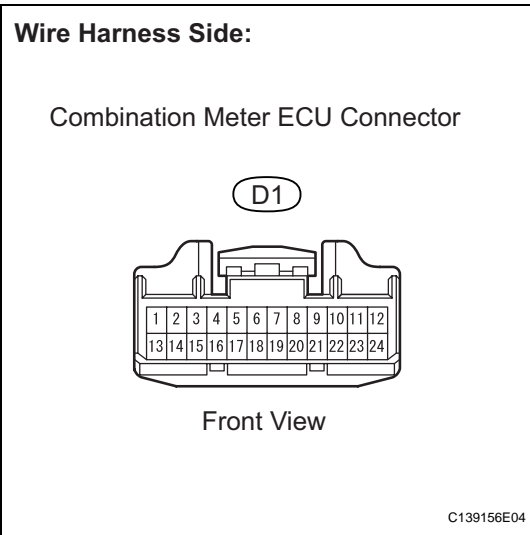 Wire Harness Side:
Combination Meter ECU Connector
D1
1 2 3 4 5 6 7 8 9 10 11 12
13 14 15 16 17 18 19 20 21 22 23 24
Front View
C139156E04